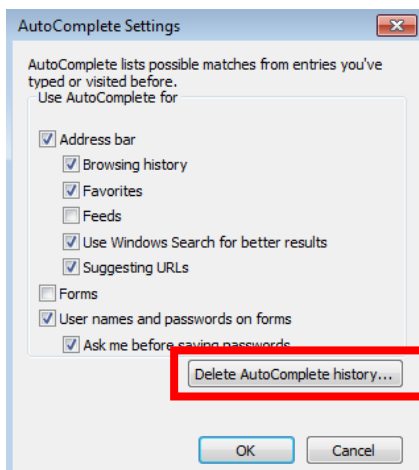 AutoComplete Settings
AutoComplete lists possible matches from entries you've
typed or visited before.
Use AutoComplete for
Address bar
Browsing history
Favorites
Feeds
Use Windows Search for better results
Suggesting URLs
Forms
User names and passwords on forms
Ask me before saving passwords
Delete AutoComplete history...
OK
Cancel